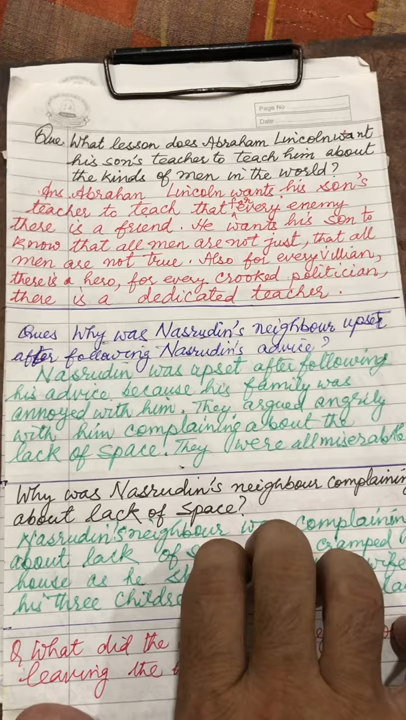 Page No
Date
Que What lesson does Abraham Lincoln want
his son's teacher to teach him about
the kinds of men in the world?
Ans Abraham Lincoln wants his son's
teacher to teach that for every enemy
there is a friend. He wants his son to
know that all men are not just, that all
men are not true. Also for every villian,
there is a hero, for every crooked politician,
there is a dedicated teacher.
Ques Why was Nasrudin's neighbour upset
after following Nasrudin's advice?
Nasrudin was upset after following
his advice because his family was
annoyed with him. They argued angrily
with him complaining about the
lack of space. They were all miserable
Why was Nasrudin's neighbour complainin
about lack of space?
Nasrudin's neighbour complainin
about lack of cramped
house as he wife
his three children
Q What did the
leaving the